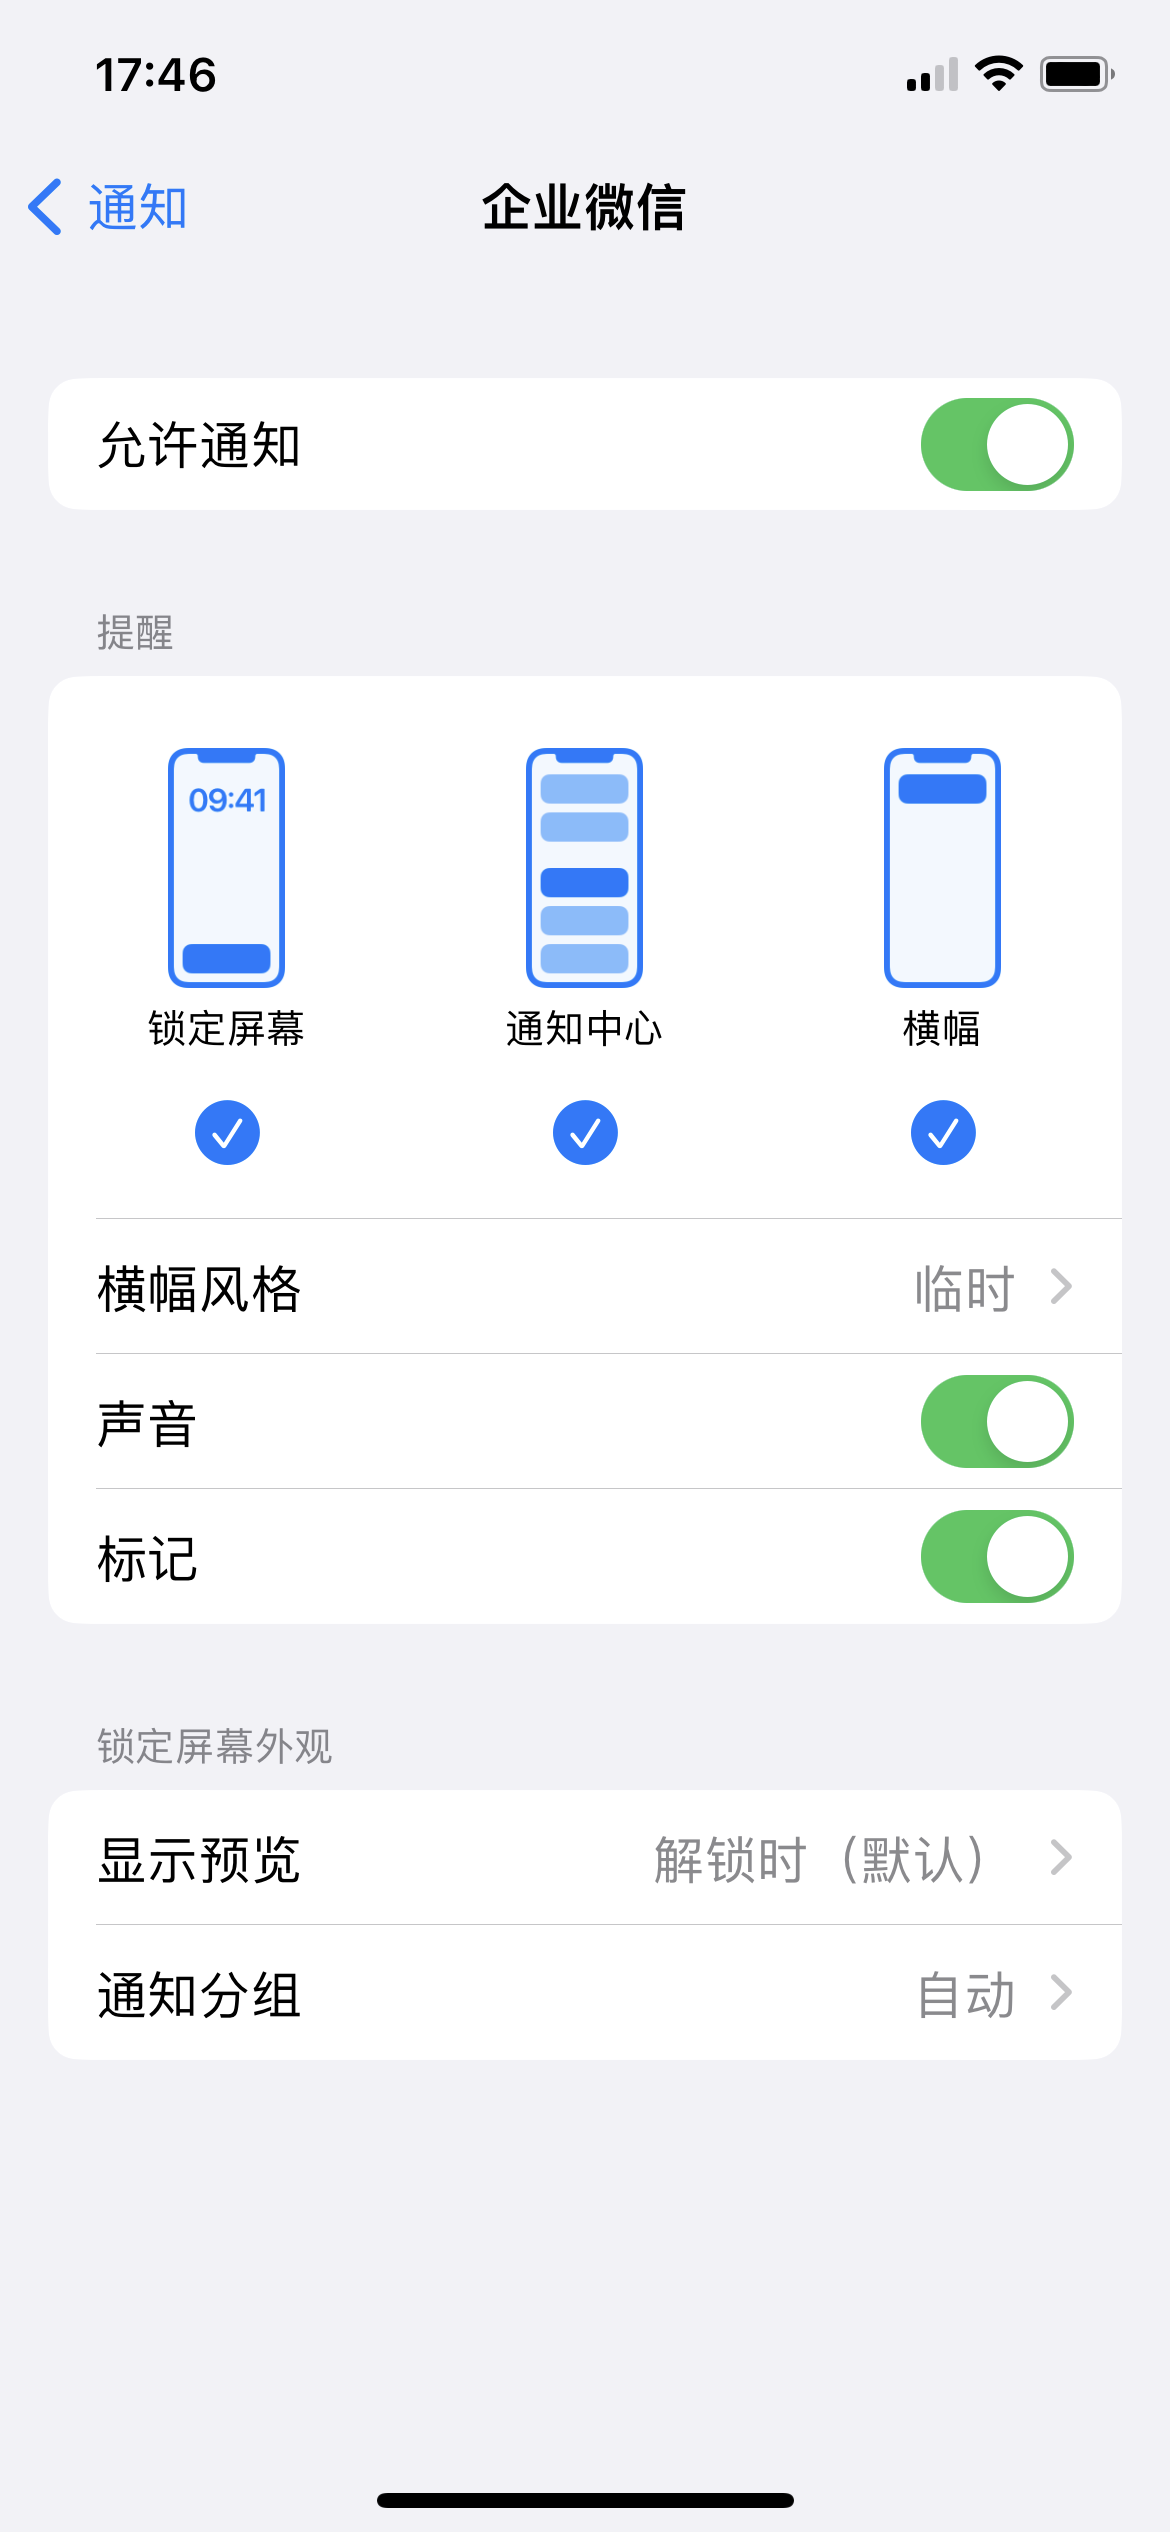 17:46
通知
企业微信
允许通知
提醒
09:41
锁定屏幕
通知中心
横幅
横幅风格
临时
声音
标记
锁定屏幕外观
显示预览
解锁时（默认）
通知分组
自动